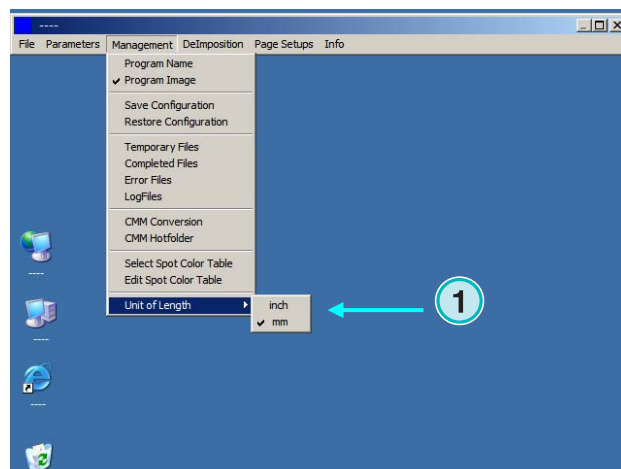 ----
File Parameters Management DeImposition Page Setups Info
Program Name
Program Image
Save Configuration
Restore Configuration
Temporary Files
Completed Files
Error Files
LogFiles
CMM Conversion
CMM Hotfolder
Select Spot Color Table
Edit Spot Color Table
Unit of Length
inch
mm
1
----
----
----